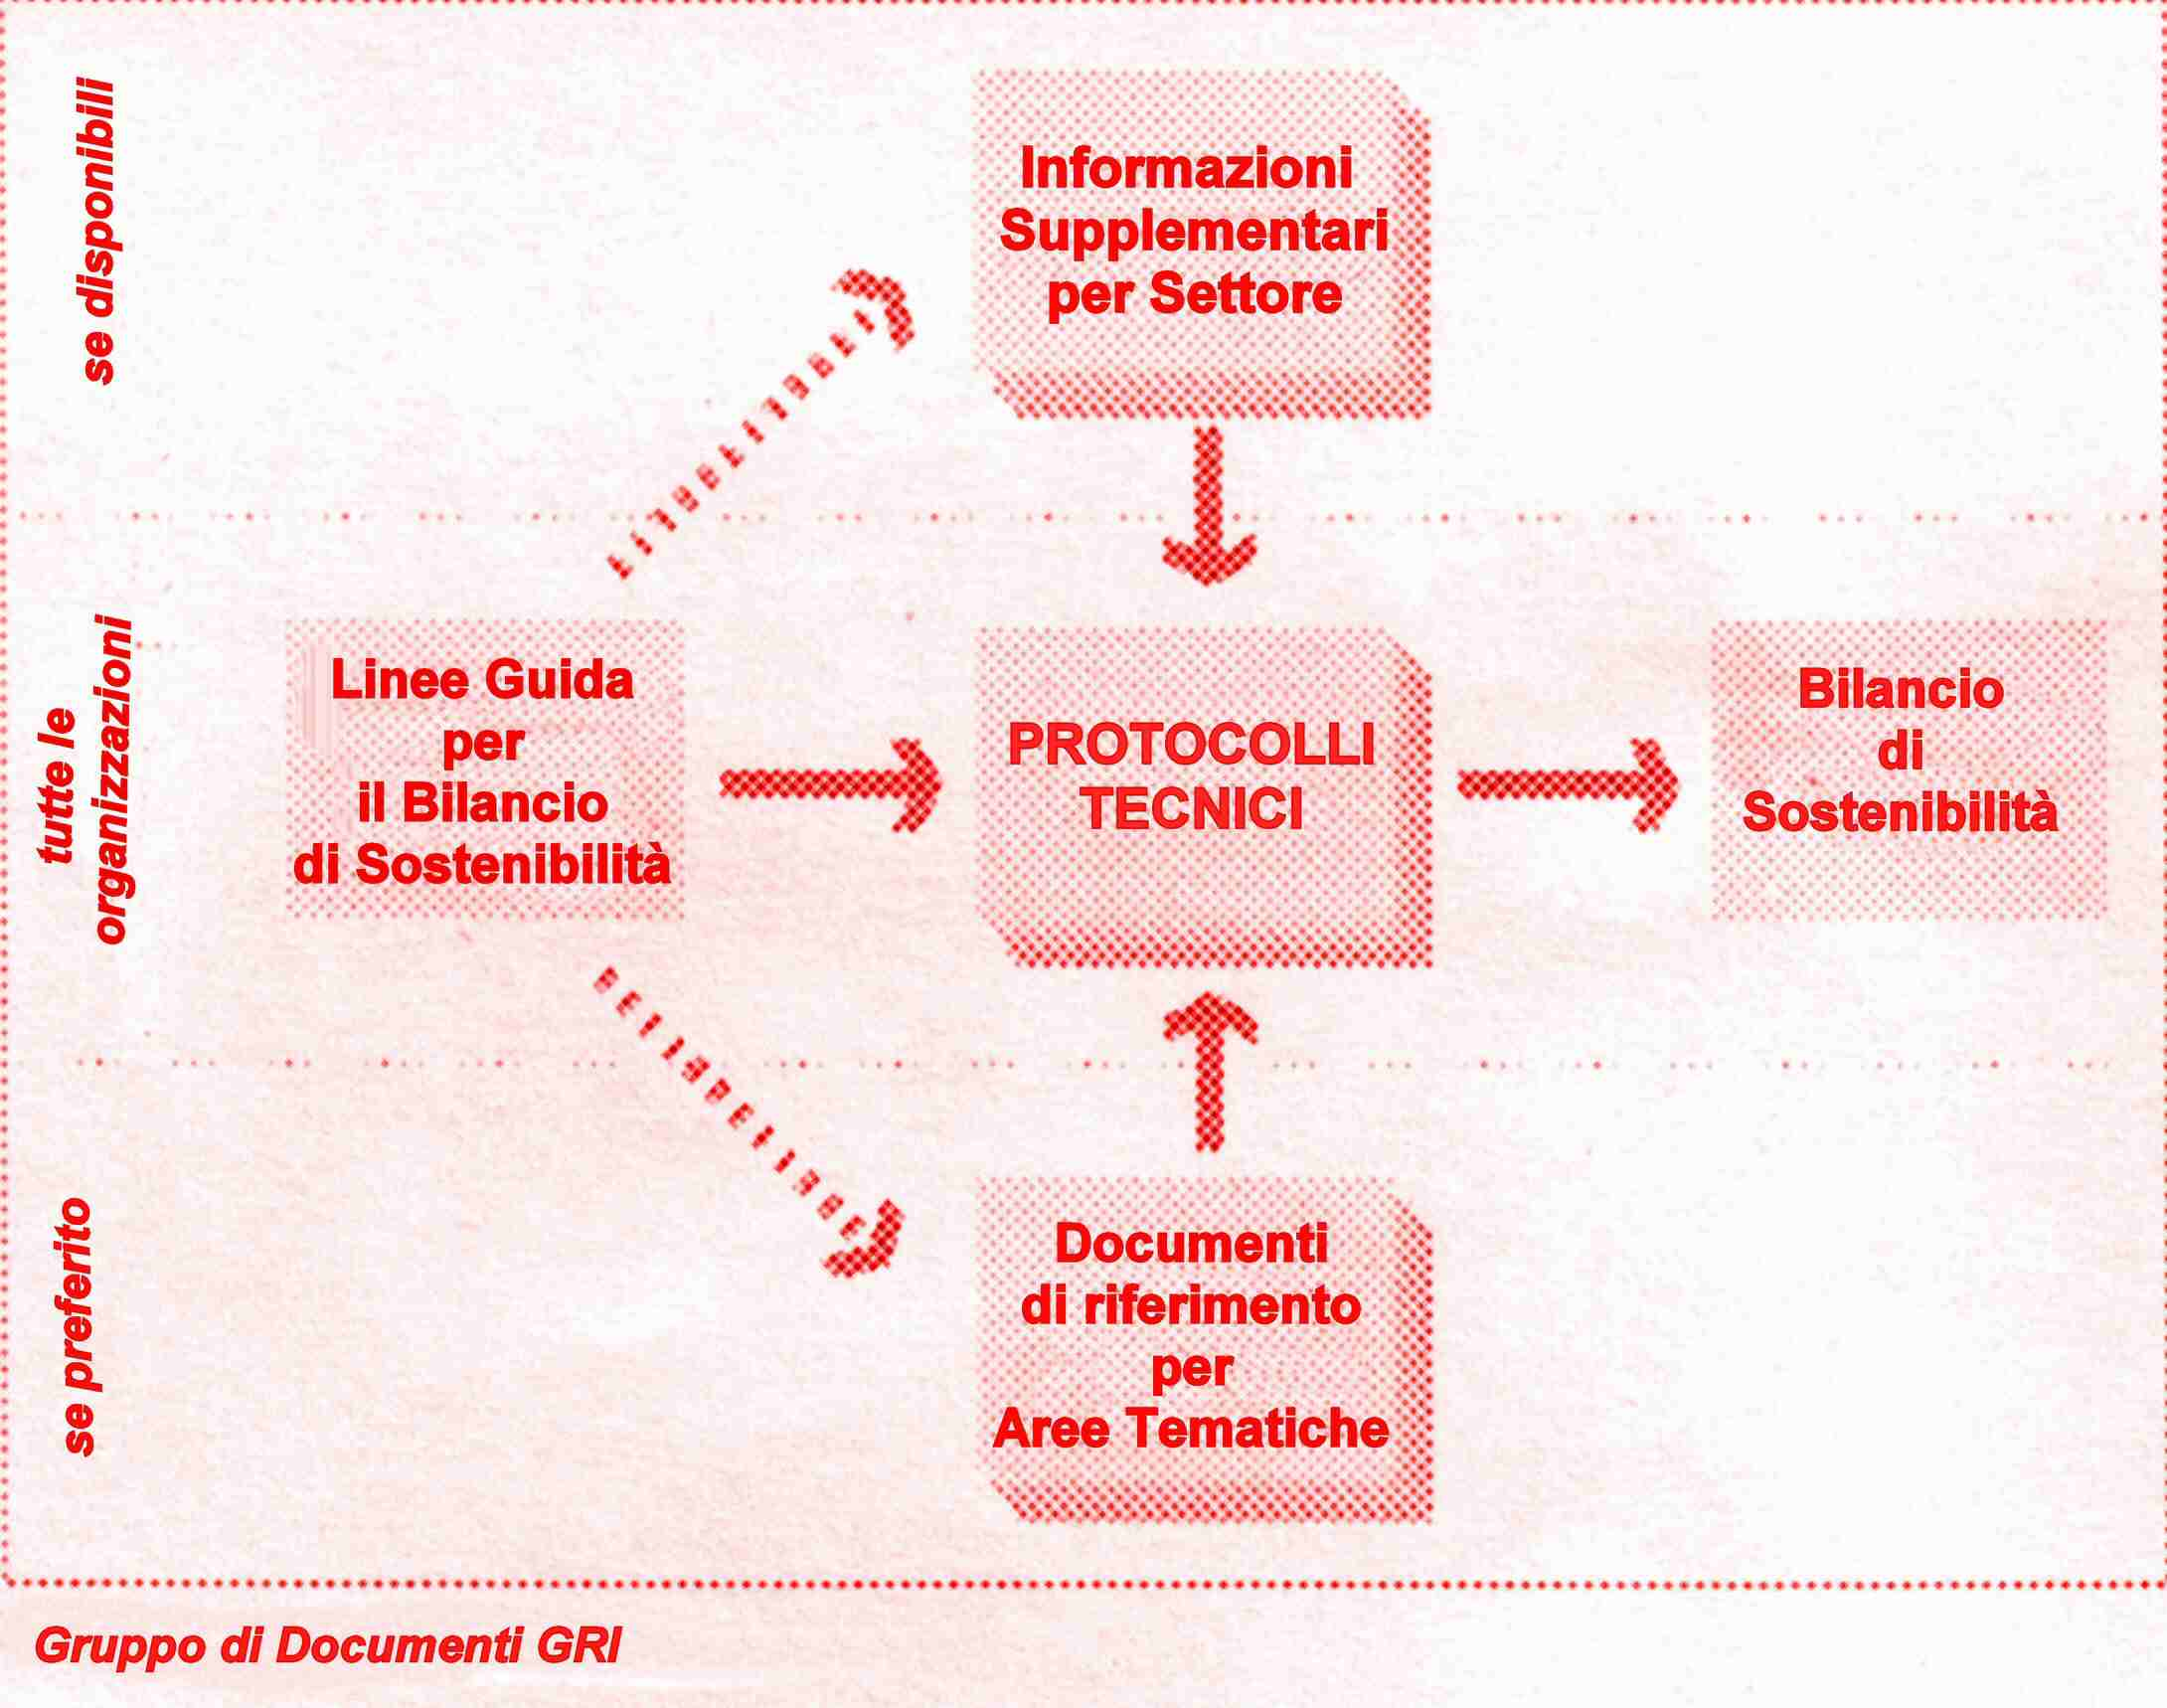 se disponibili
Informazioni
Supplementari
per Settore
tutte le
organizzazioni
Linee Guida
per
il Bilancio
di Sostenibilità
PROTOCOLLI
TECNICI
Bilancio
di
Sostenibilità
se preferito
Documenti
di riferimento
per
Aree Tematiche
Gruppo di Documenti GRI